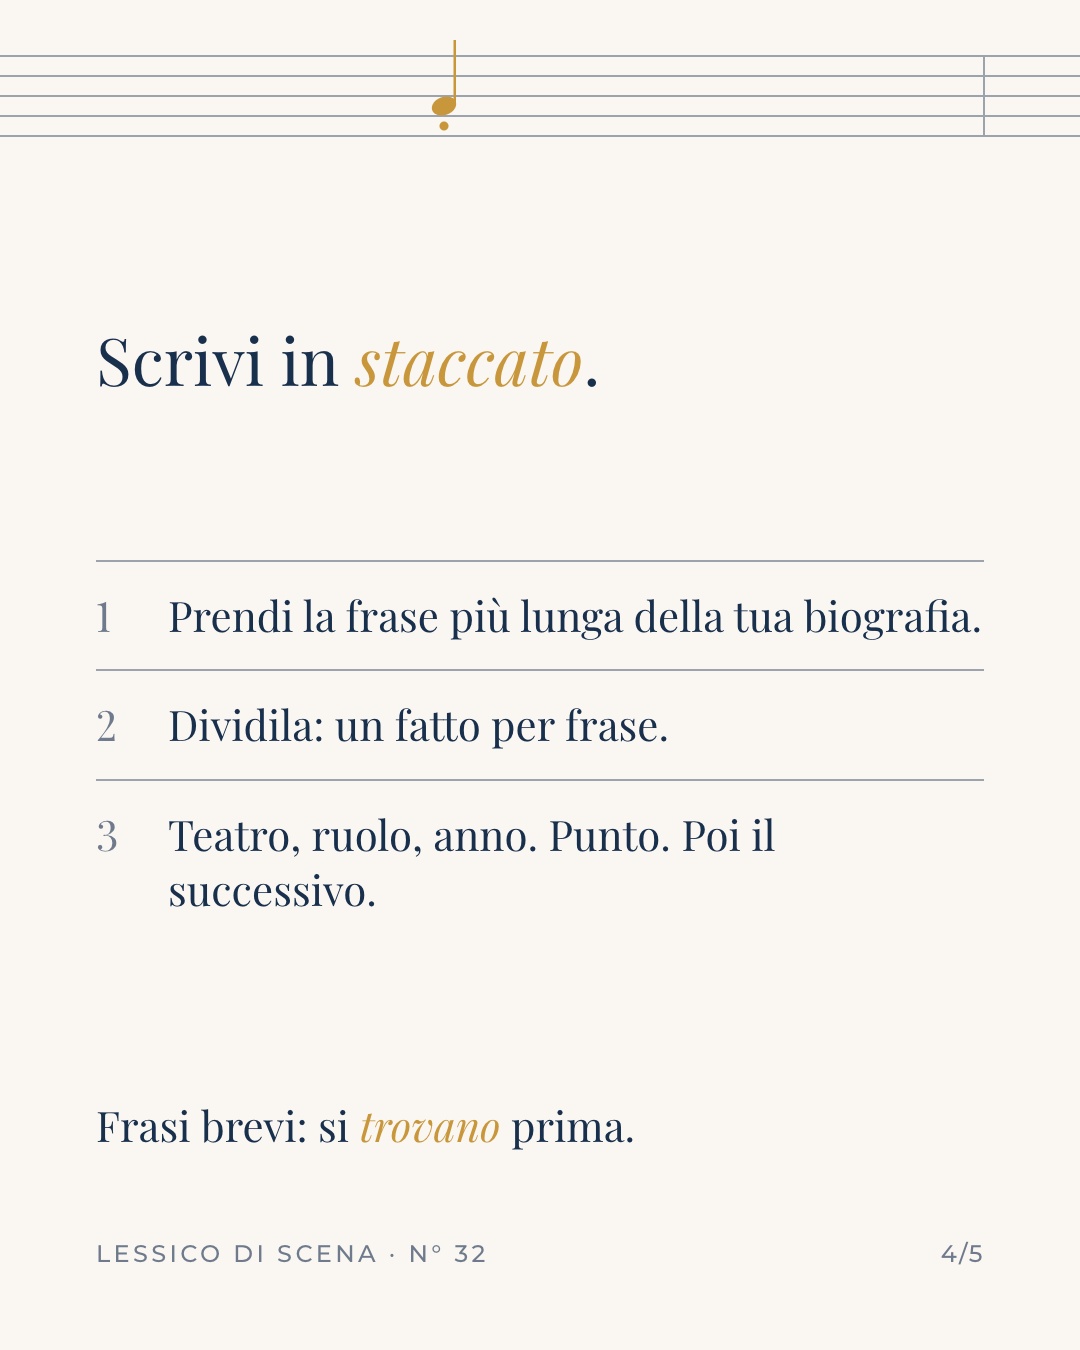 Scrivi in staccato.
1 Prendi la frase più lunga della tua biografia.
2 Dividila: un fatto per frase.
3 Teatro, ruolo, anno. Punto. Poi il
successivo.
Frasi brevi: si trovano prima.
LESSICO DI SCENA · N° 32 4/5